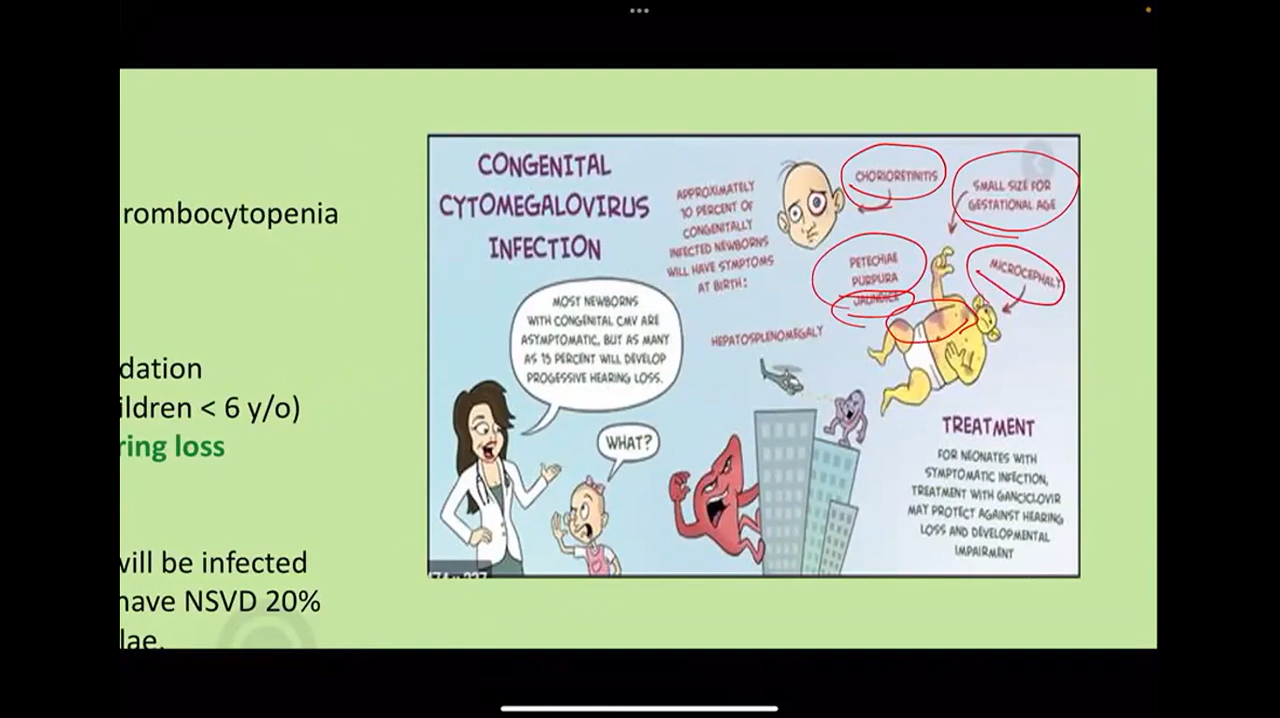 rombocytopenia
dation
ildren < 6 y/o)
ring loss
will be infected
have NSVD 20%
lae.
CONGENITAL
CYTOMEGALOVIRUS
INFECTION
APPROXIMATELY
10 PERCENT OF
CONGENITALLY
INFECTED NEWBORNS
WILL HAVE SYMPTOMS
AT BIRTH:
CHORIORETINITIS
SMALL SIZE FOR
GESTATIONAL AGE
PETECHIAE
PURPURA
JAUNDICE
MICROCEPHALY
HEPATOSPLENOMEGALY
MOST NEWBORNS
WITH CONGENITAL CMV ARE
ASYMPTOMATIC, BUT AS MANY
AS 15 PERCENT WILL DEVELOP
PROGESSIVE HEARING LOSS.
WHAT?
TREATMENT
FOR NEONATES WITH
SYMPTOMATIC INFECTION,
TREATMENT WITH GANCICLOVIR
MAY PROTECT AGAINST HEARING
LOSS AND DEVELOPMENTAL
IMPAIRMENT